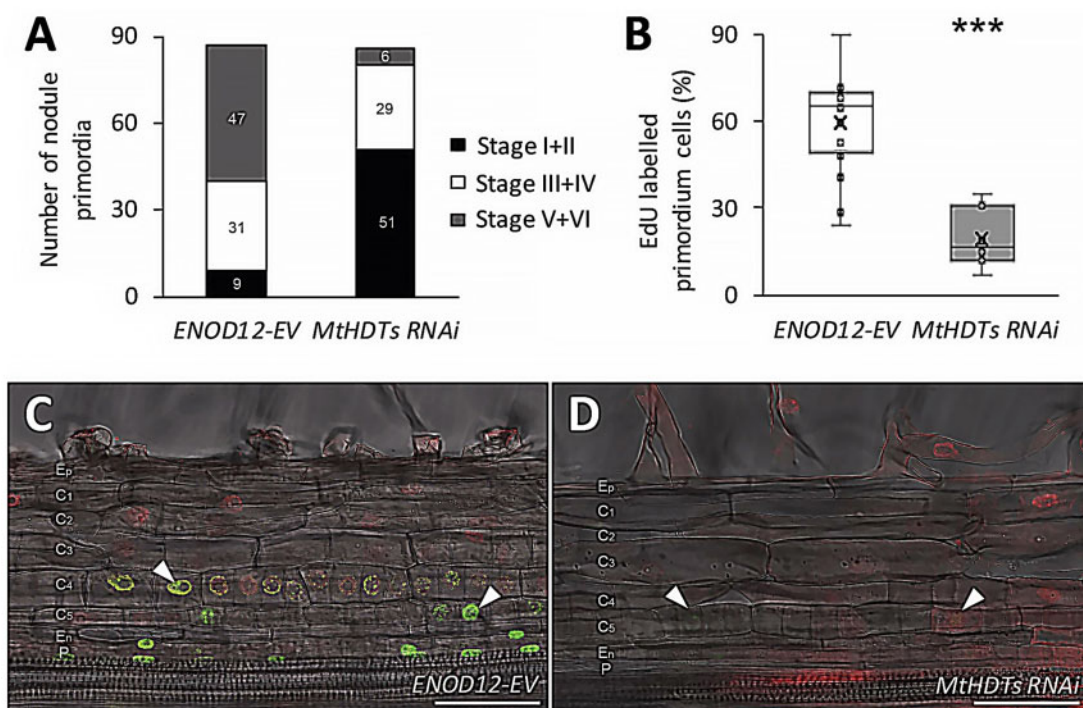 A
Number of nodule
primordia
90
60
30
0
47
31
9
6
29
51
ENOD12-EV
MtHDTs RNAi
Stage I+II
Stage III+IV
Stage V+VI
B
***
EdU labelled
primordium cells (%)
90
60
30
0
ENOD12-EV
MtHDTs RNAi
C
Ep
C1
C2
C3
C4
C5
En
P
ENOD12-EV
D
Ep
C1
C2
C3
C4
C5
En
P
MtHDTs RNAi